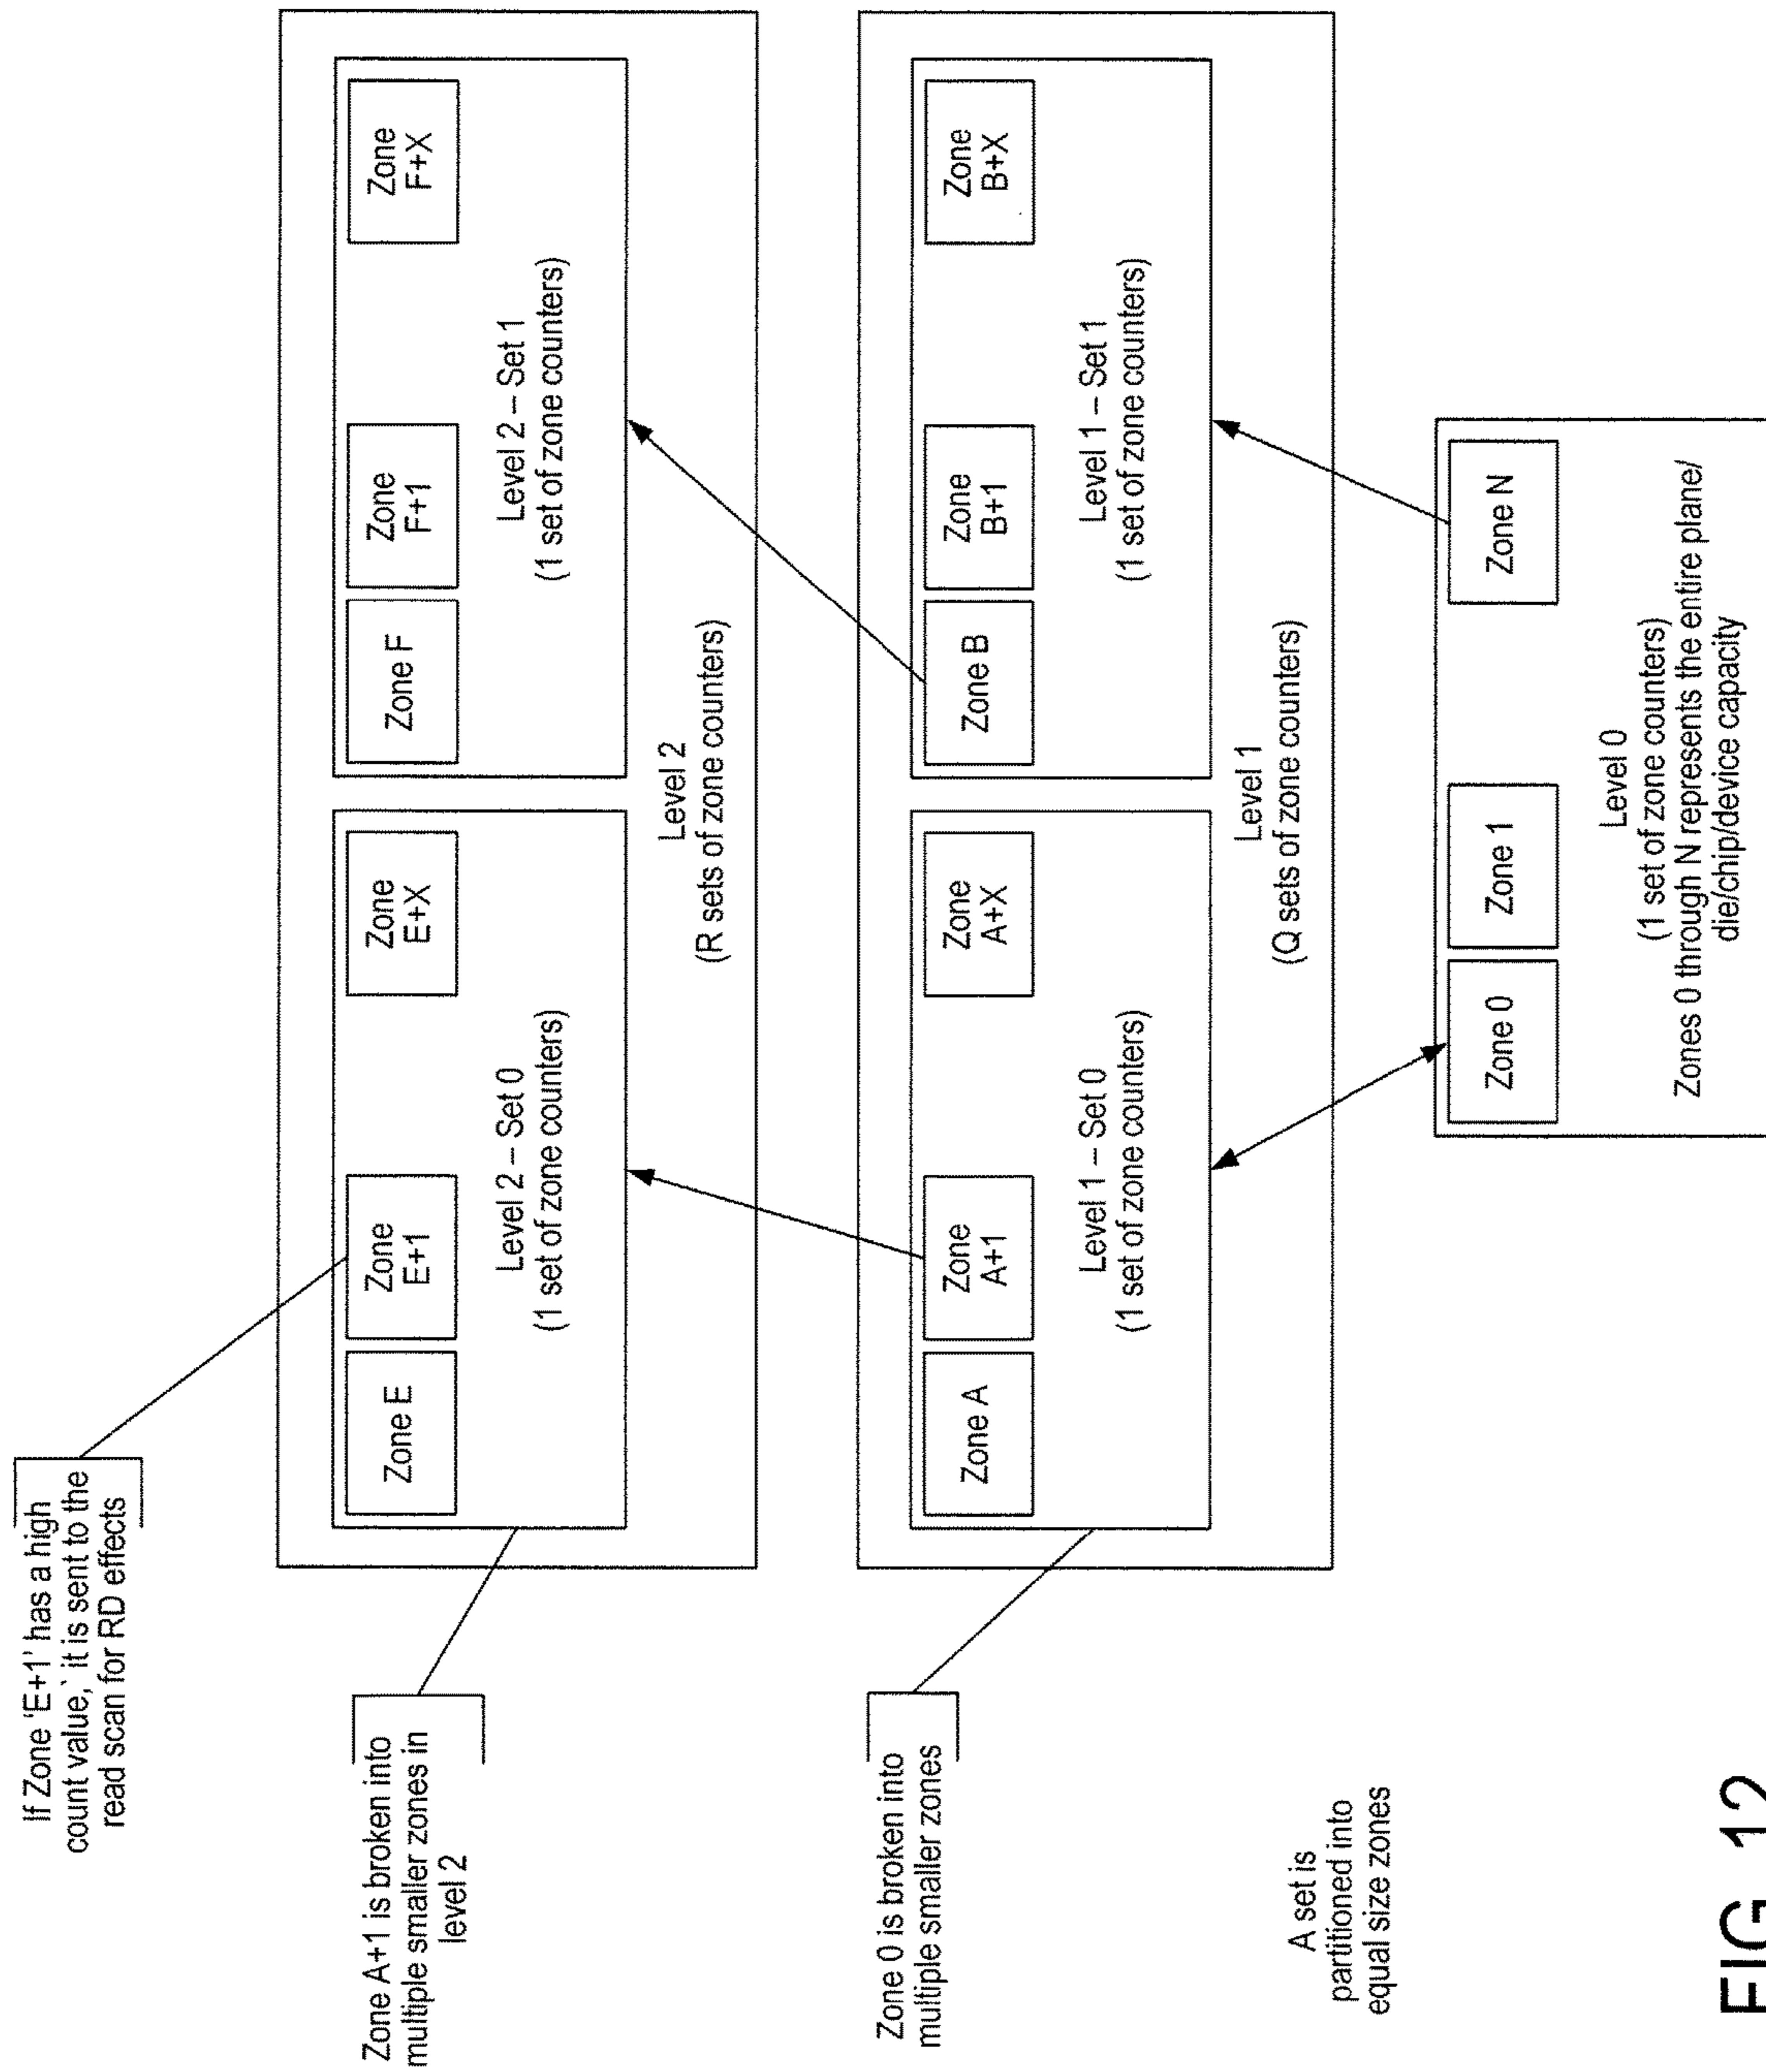 If Zone 'E+1' has a high
count value,` it is sent to the
read scan for RD effects
Zone E
Zone
E+1
Zone
E+X
Level 2 – Set 0
(1 set of zone counters)
Zone F
Zone
F+1
Zone
F+X
Level 2 – Set 1
(1 set of zone counters)
Level 2
(R sets of zone counters)
Zone A+1 is broken into
multiple smaller zones in
level 2
Zone A
Zone
A+1
Zone
A+X
Level 1 – Set 0
(1 set of zone counters)
Zone B
Zone
B+1
Zone
B+X
Level 1 – Set 1
(1 set of zone counters)
Level 1
(Q sets of zone counters)
Zone 0 is broken into
multiple smaller zones
A set is
partitioned into
equal size zones
Zone 0
Zone 1
Zone N
Level 0
(1 set of zone counters)
Zones 0 through N represents the entire plane/
die/chip/device capacity
FIG. 12